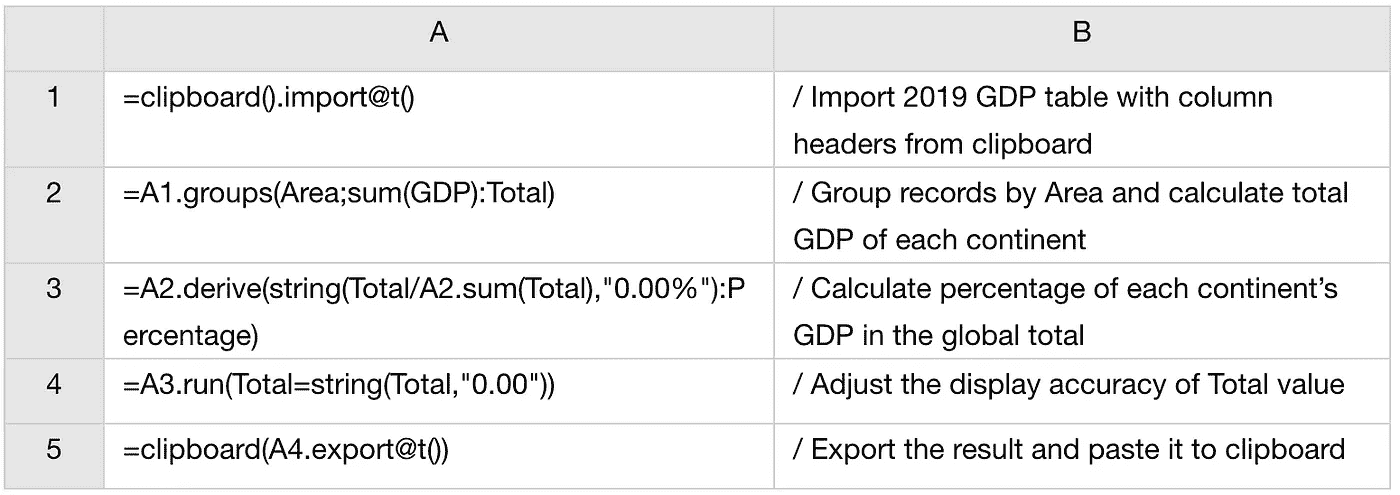 A B
1 =clipboard().import@t() / Import 2019 GDP table with column
headers from clipboard
2 =A1.groups(Area;sum(GDP):Total) / Group records by Area and calculate total
GDP of each continent
3 =A2.derive(string(Total/A2.sum(Total),"0.00%"):P / Calculate percentage of each continent’s
ercentage) GDP in the global total
4 =A3.run(Total=string(Total,"0.00")) / Adjust the display accuracy of Total value
5 =clipboard(A4.export@t()) / Export the result and paste it to clipboard